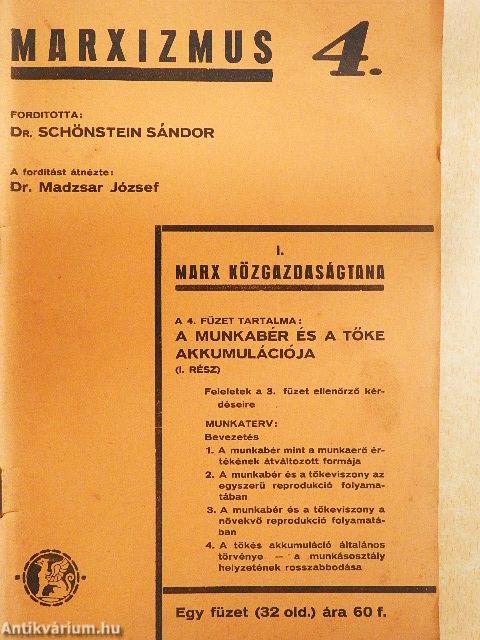 MARXIZMUS 4.
FORDITOTTA:
DR. SCHÖNSTEIN SÁNDOR
A forditást átnézte:
Dr. Madzsar József
I.
MARX KÖZGAZDASÁGTANA
A 4. FÜZET TARTALMA:
A MUNKABÉR ÉS A TŐKE
AKKUMULÁCIÓJA
(I. RÉSZ)
Feleletek a 3. füzet ellenőrző kér-
déseire
MUNKATERV:
Bevezetés
1. A munkabér mint a munkaerő ér-
tékének átváltozott formája
2. A munkabér és a tőkeviszony az
egyszerű reprodukció folyama-
tában
3. A munkabér és a tőkeviszony a
növekvő reprodukció folyamatá-
ban
4. A tőkés akkumuláció általános
törvénye — a munkásosztály
helyzetének rosszabbodása
Egy füzet (32 old.) ára 60 f.
Antikvárium.hu